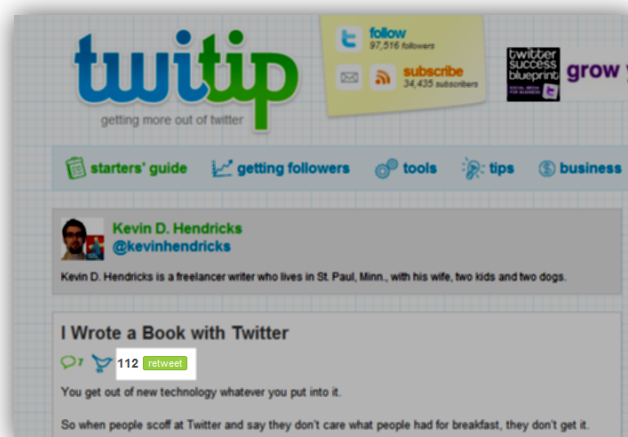 twitip
getting more out of twitter
follow
97,516 followers
subscribe
34,435 subscribers
twitter
success
blueprint
SOCIAL MEDIA
FOR BUSINESS
grow
starters' guide
getting followers
tools
tips
business
Kevin D. Hendricks
@kevinhendricks
Kevin D. Hendricks is a freelancer writer who lives in St. Paul, Minn., with his wife, two kids and two dogs.
I Wrote a Book with Twitter
7 112 retweet
You get out of new technology whatever you put into it.
So when people scoff at Twitter and say they don't care what people had for breakfast, they don't get it.